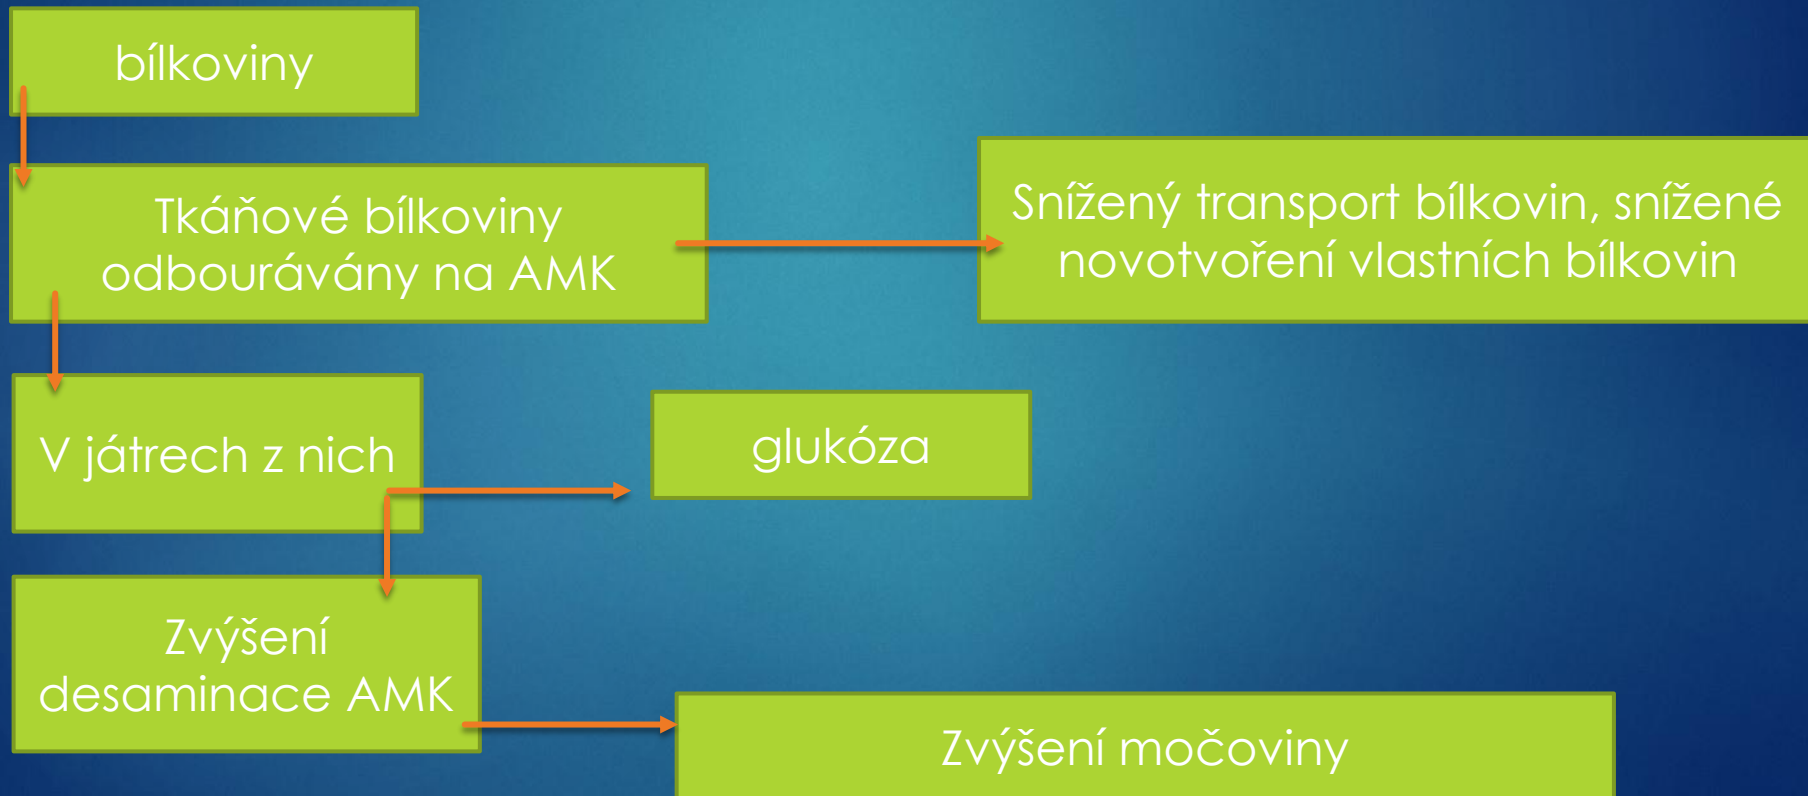 bílkoviny
Tkáňové bílkoviny
odbourávány na AMK
Snížený transport bílkovin, snížené
novotvoření vlastních bílkovin
V játrech z nich
glukóza
Zvýšení
desaminace AMK
Zvýšení močoviny